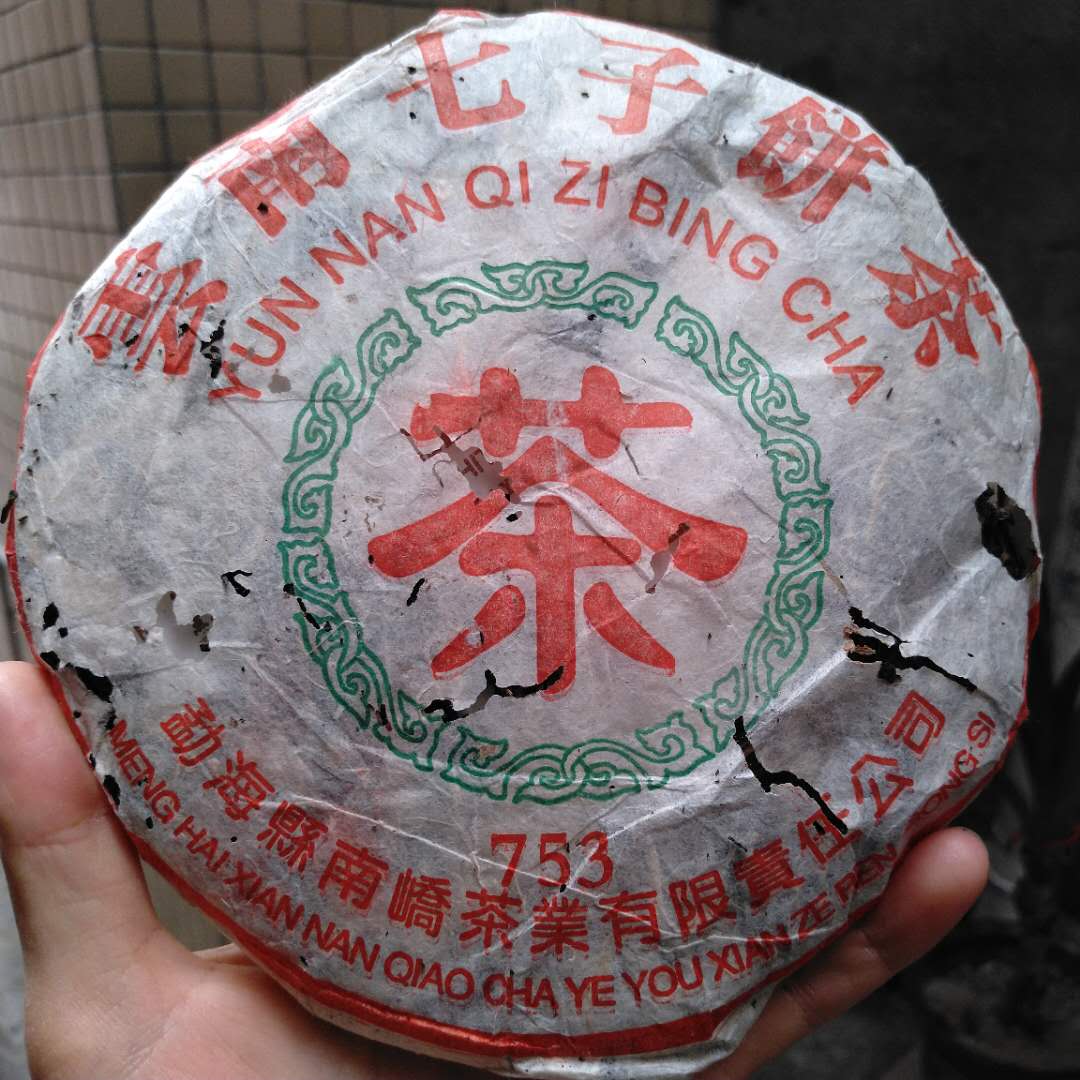 雲南七子餅茶
YUN NAN QI ZI BING CHA
茶
753
勐海縣南嶠茶業有限責任公司
MENG HAI XIAN NAN QIAO CHA YE YOU XIAN ZE REN ONG SI